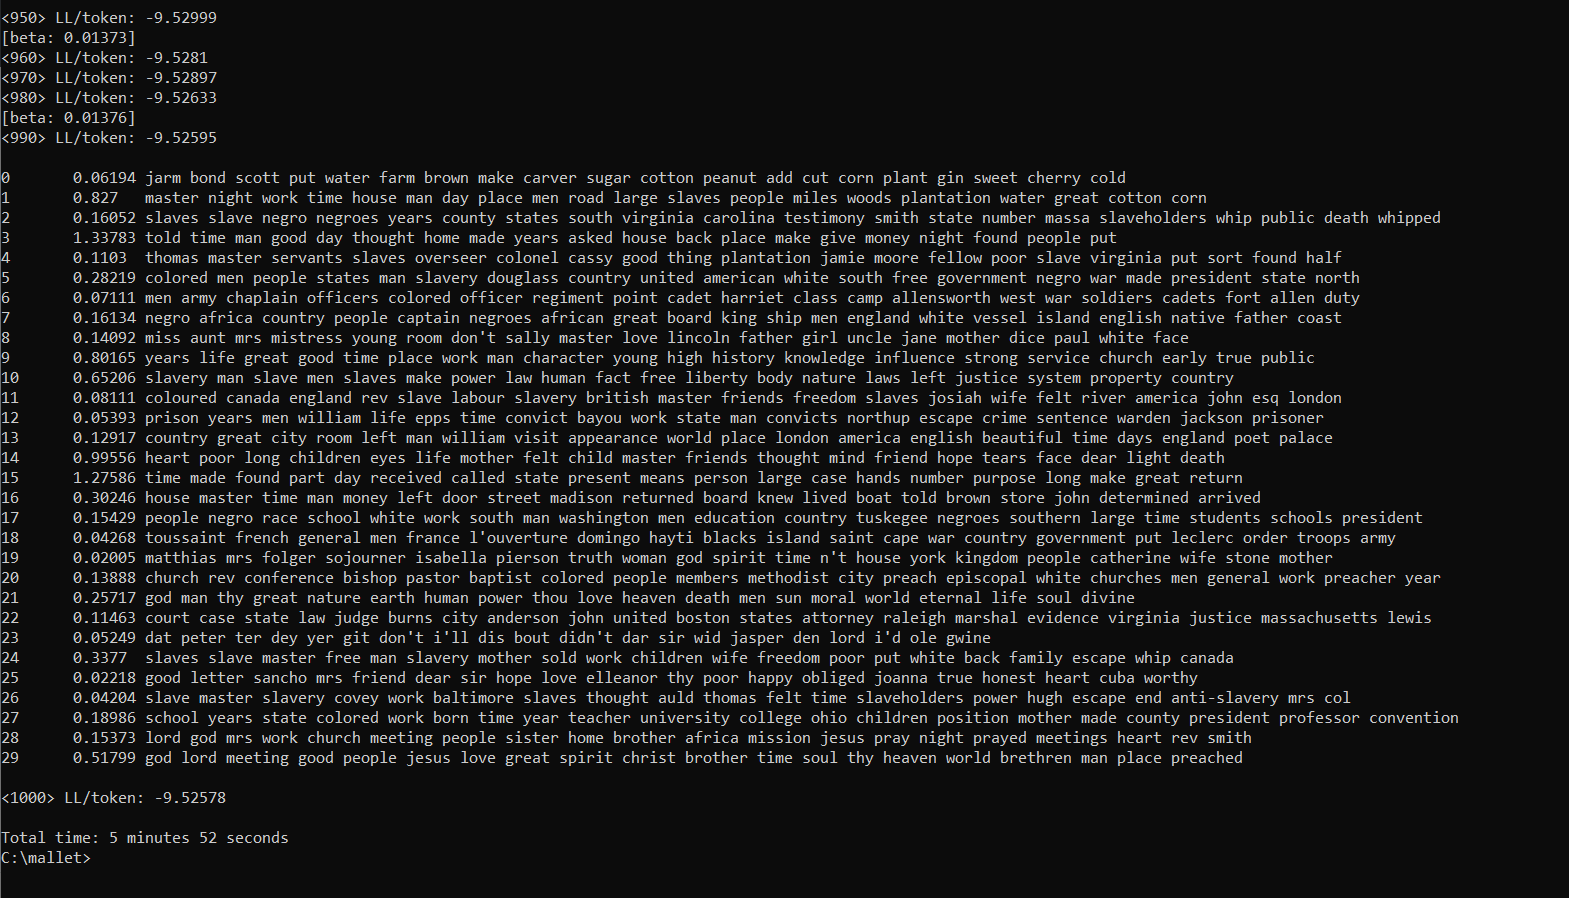 <950> LL/token: -9.52999
[beta: 0.01373]
<960> LL/token: -9.5281
<970> LL/token: -9.52897
<980> LL/token: -9.52633
[beta: 0.01376]
<990> LL/token: -9.52595
0 0.06194 jarm bond scott put water farm brown make carver sugar cotton peanut add cut corn plant gin sweet cherry cold
1 0.827 master night work time house man day place men road large slaves people miles woods plantation water great cotton corn
2 0.16052 slaves slave negro negroes years county states south virginia carolina testimony smith state number massa slaveholders whip public death whipped
3 1.33783 told time man good day thought home made years asked house back place make give money night found people put
4 0.1103 thomas master servants slaves overseer colonel cassy good thing plantation jamie moore fellow poor slave virginia put sort found half
5 0.28219 colored men people states man slavery douglass country united american white south free government negro war made president state north
6 0.07111 men army chaplain officers colored officer regiment point cadet harriet class camp allensworth west war soldiers cadets fort allen duty
7 0.16134 negro africa country people captain negroes african great board king ship men england white vessel island english native father coast
8 0.14092 miss aunt mrs mistress young room don't sally master love lincoln father girl uncle jane mother dice paul white face
9 0.80165 years life great good time place work man character young high history knowledge influence strong service church early true public
10 0.65206 slavery man slave men slaves make power law human fact free liberty body nature laws left justice system property country
11 0.08111 coloured canada england rev slave labour slavery british master friends freedom slaves josiah wife felt river america john esq london
12 0.05393 prison years men william life epps time convict bayou work state man convicts northup escape crime sentence warden jackson prisoner
13 0.12917 country great city room left man william visit appearance world place london america english beautiful time days england poet palace
14 0.99556 heart poor long children eyes life mother felt child master friends thought mind friend hope tears face dear light death
15 1.27586 time made found part day received called state present means person large case hands number purpose long make great return
16 0.30246 house master time man money left door street madison returned board knew lived boat told brown store john determined arrived
17 0.15429 people negro race school white work south man washington men education country tuskegee negroes southern large time students schools president
18 0.04268 toussaint french general men france l'ouverture domingo hayti blacks island saint cape war country government put leclerc order troops army
19 0.02005 matthias mrs folger sojourner isabella pierson truth woman god spirit time n't house york kingdom people catherine wife stone mother
20 0.13888 church rev conference bishop pastor baptist colored people members methodist city preach episcopal white churches men general work preacher year
21 0.25717 god man thy great nature earth human power thou love heaven death men sun moral world eternal life soul divine
22 0.11463 court case state law judge burns city anderson john united boston states attorney raleigh marshal evidence virginia justice massachusetts lewis
23 0.05249 dat peter ter dey yer git don't i'll dis bout didn't dar sir wid jasper den lord i'd ole gwine
24 0.3377 slaves slave master free man slavery mother sold work children wife freedom poor put white back family escape whip canada
25 0.02218 good letter sancho mrs friend dear sir hope love elleanor thy poor happy obliged joanna true honest heart cuba worthy
26 0.04204 slave master slavery covey work baltimore slaves thought auld thomas felt time slaveholders power hugh escape end anti-slavery mrs col
27 0.18986 school years state colored work born time year teacher university college ohio children position mother made county president professor convention
28 0.15373 lord god mrs work church meeting people sister home brother africa mission jesus pray night prayed meetings heart rev smith
29 0.51799 god lord meeting good people jesus love great spirit christ brother time soul thy heaven world brethren man place preached
<1000> LL/token: -9.52578
Total time: 5 minutes 52 seconds
C:\mallet>